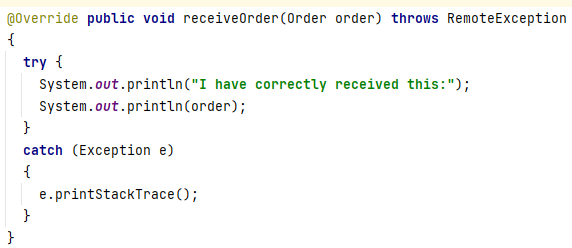 @Override public void receiveOrder(Order order) throws RemoteException
{
  try {
    System.out.println("I have correctly received this:");
    System.out.println(order);
  }
  catch (Exception e)
  {
    e.printStackTrace();
  }
}